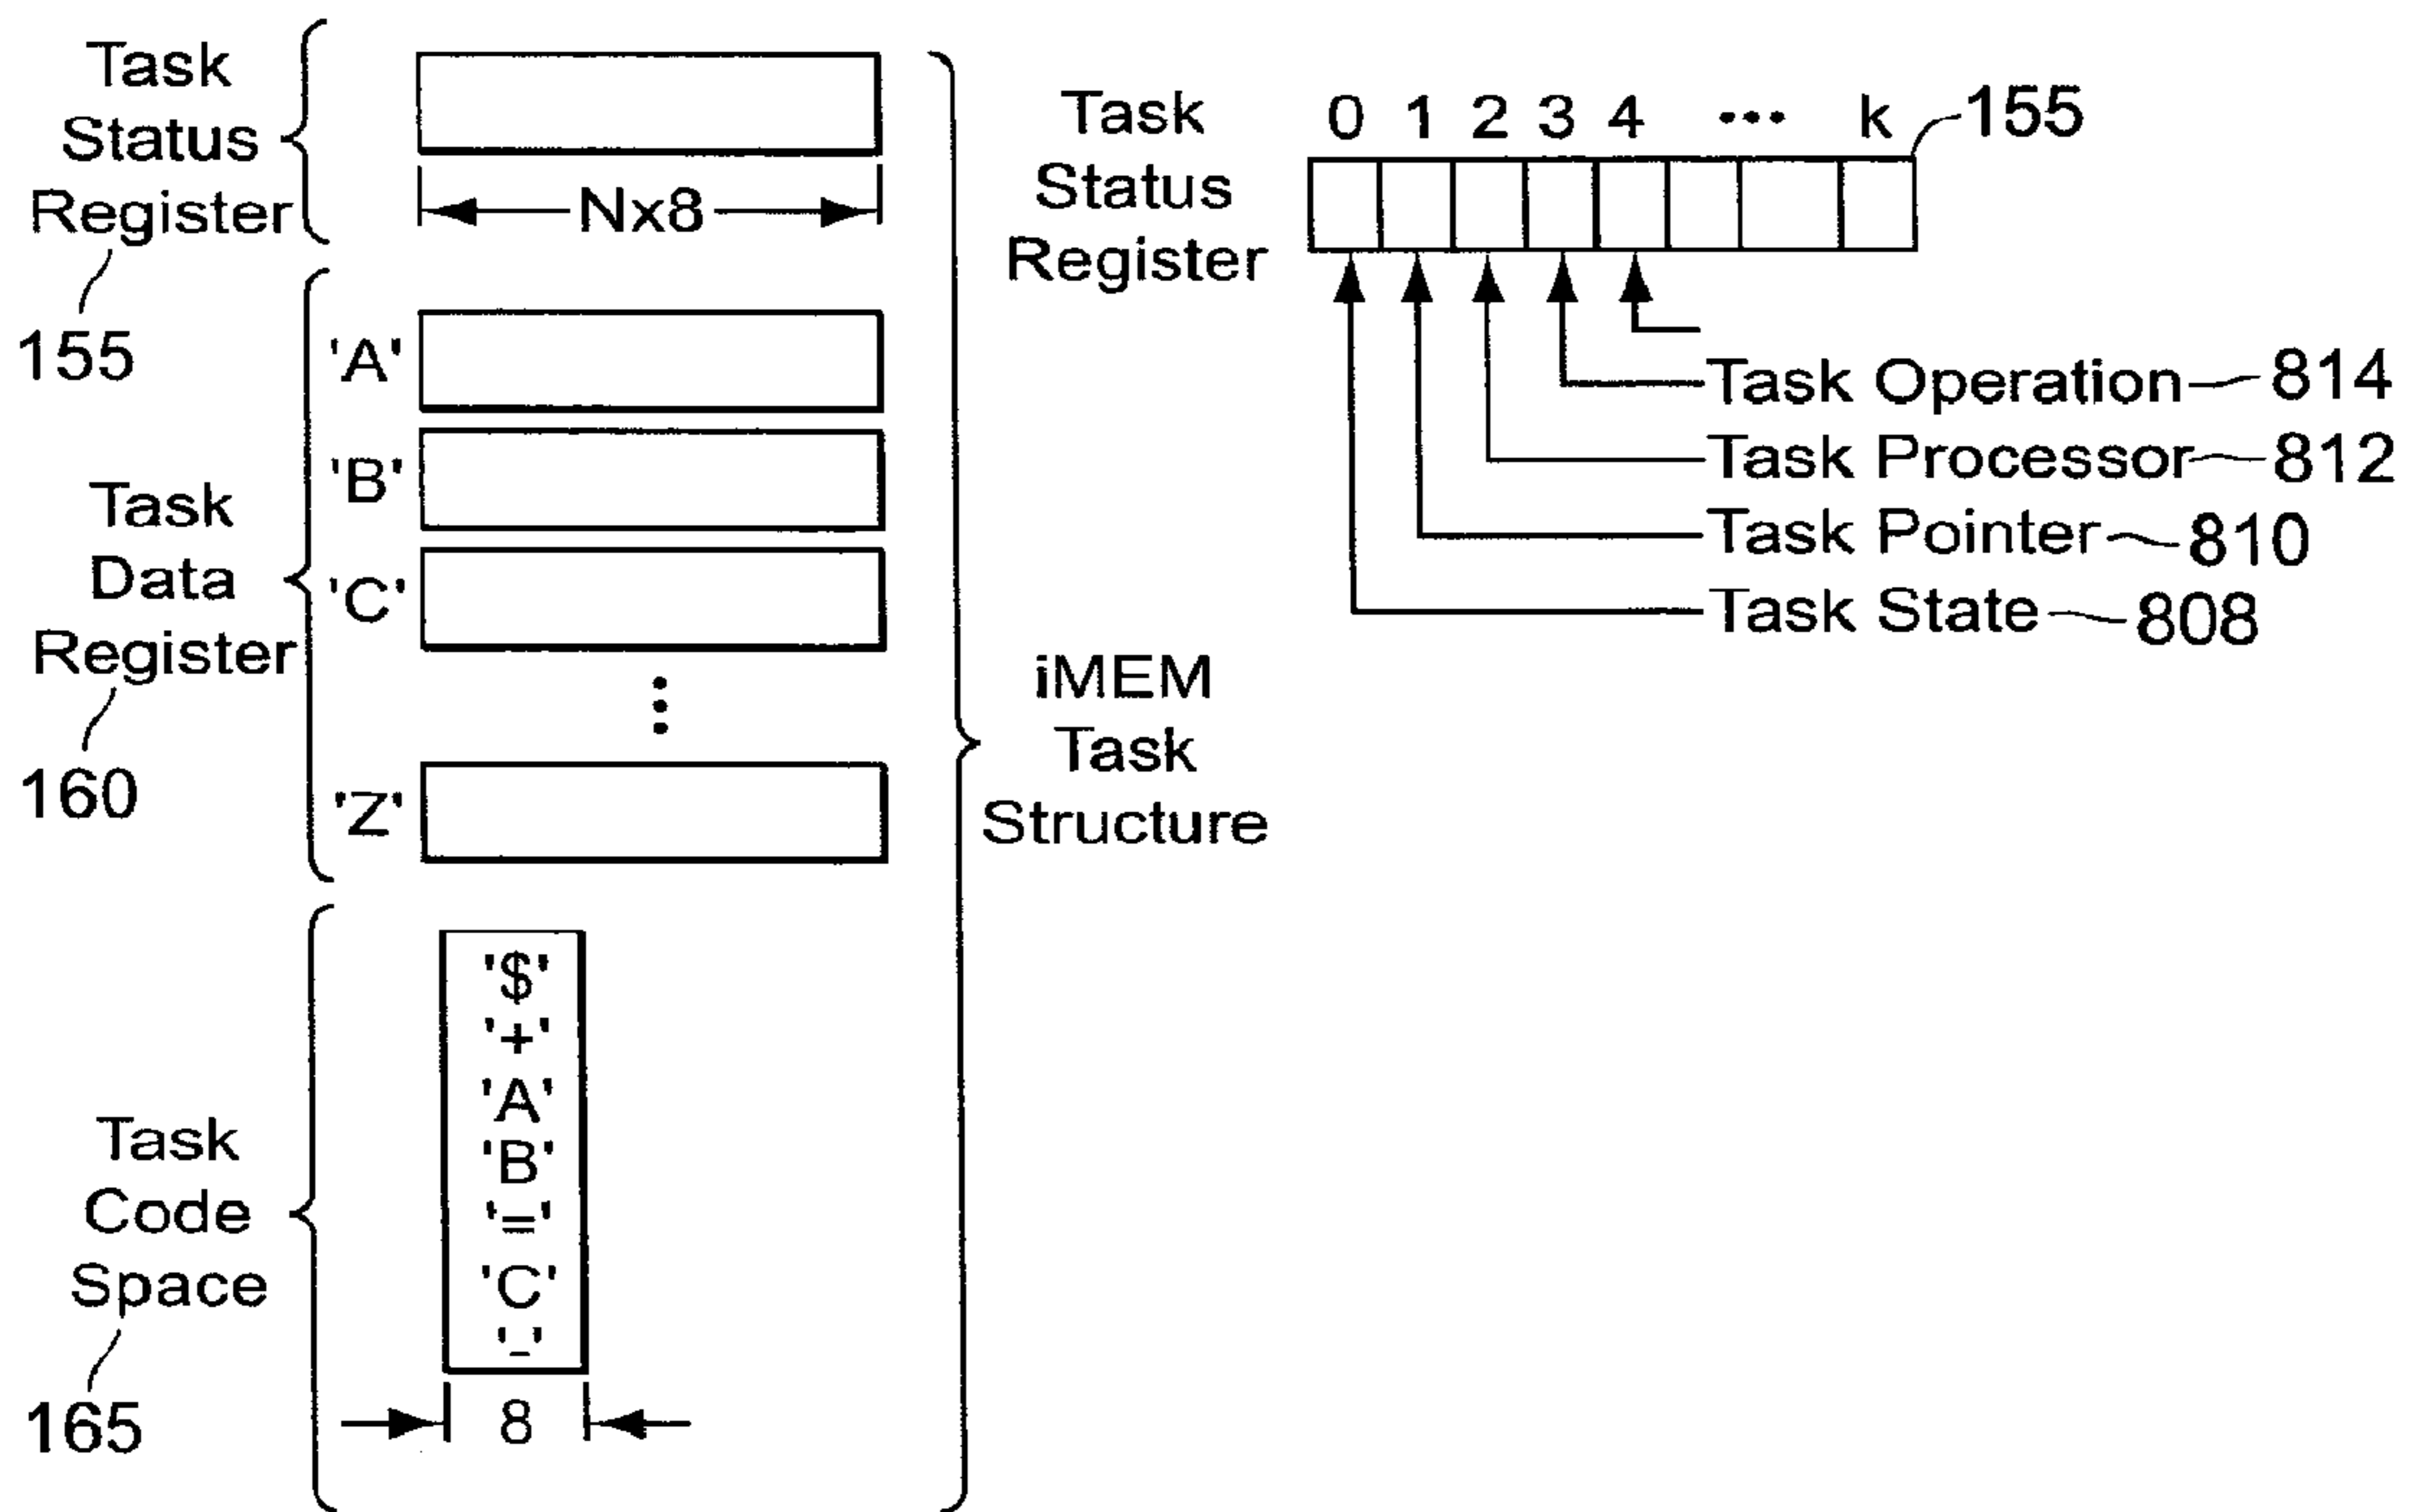 Task
Status
Register
155
Nx8
Task
Data
Register
160
'A'
'B'
'C'
'Z'
Task
Code
Space
165
'$'
'+'
'A'
'B'
'='
'C'
'_'
8
iMEM
Task
Structure
Task
Status
Register
0 1 2 3 4 ••• k
155
Task Operation 814
Task Processor 812
Task Pointer 810
Task State 808